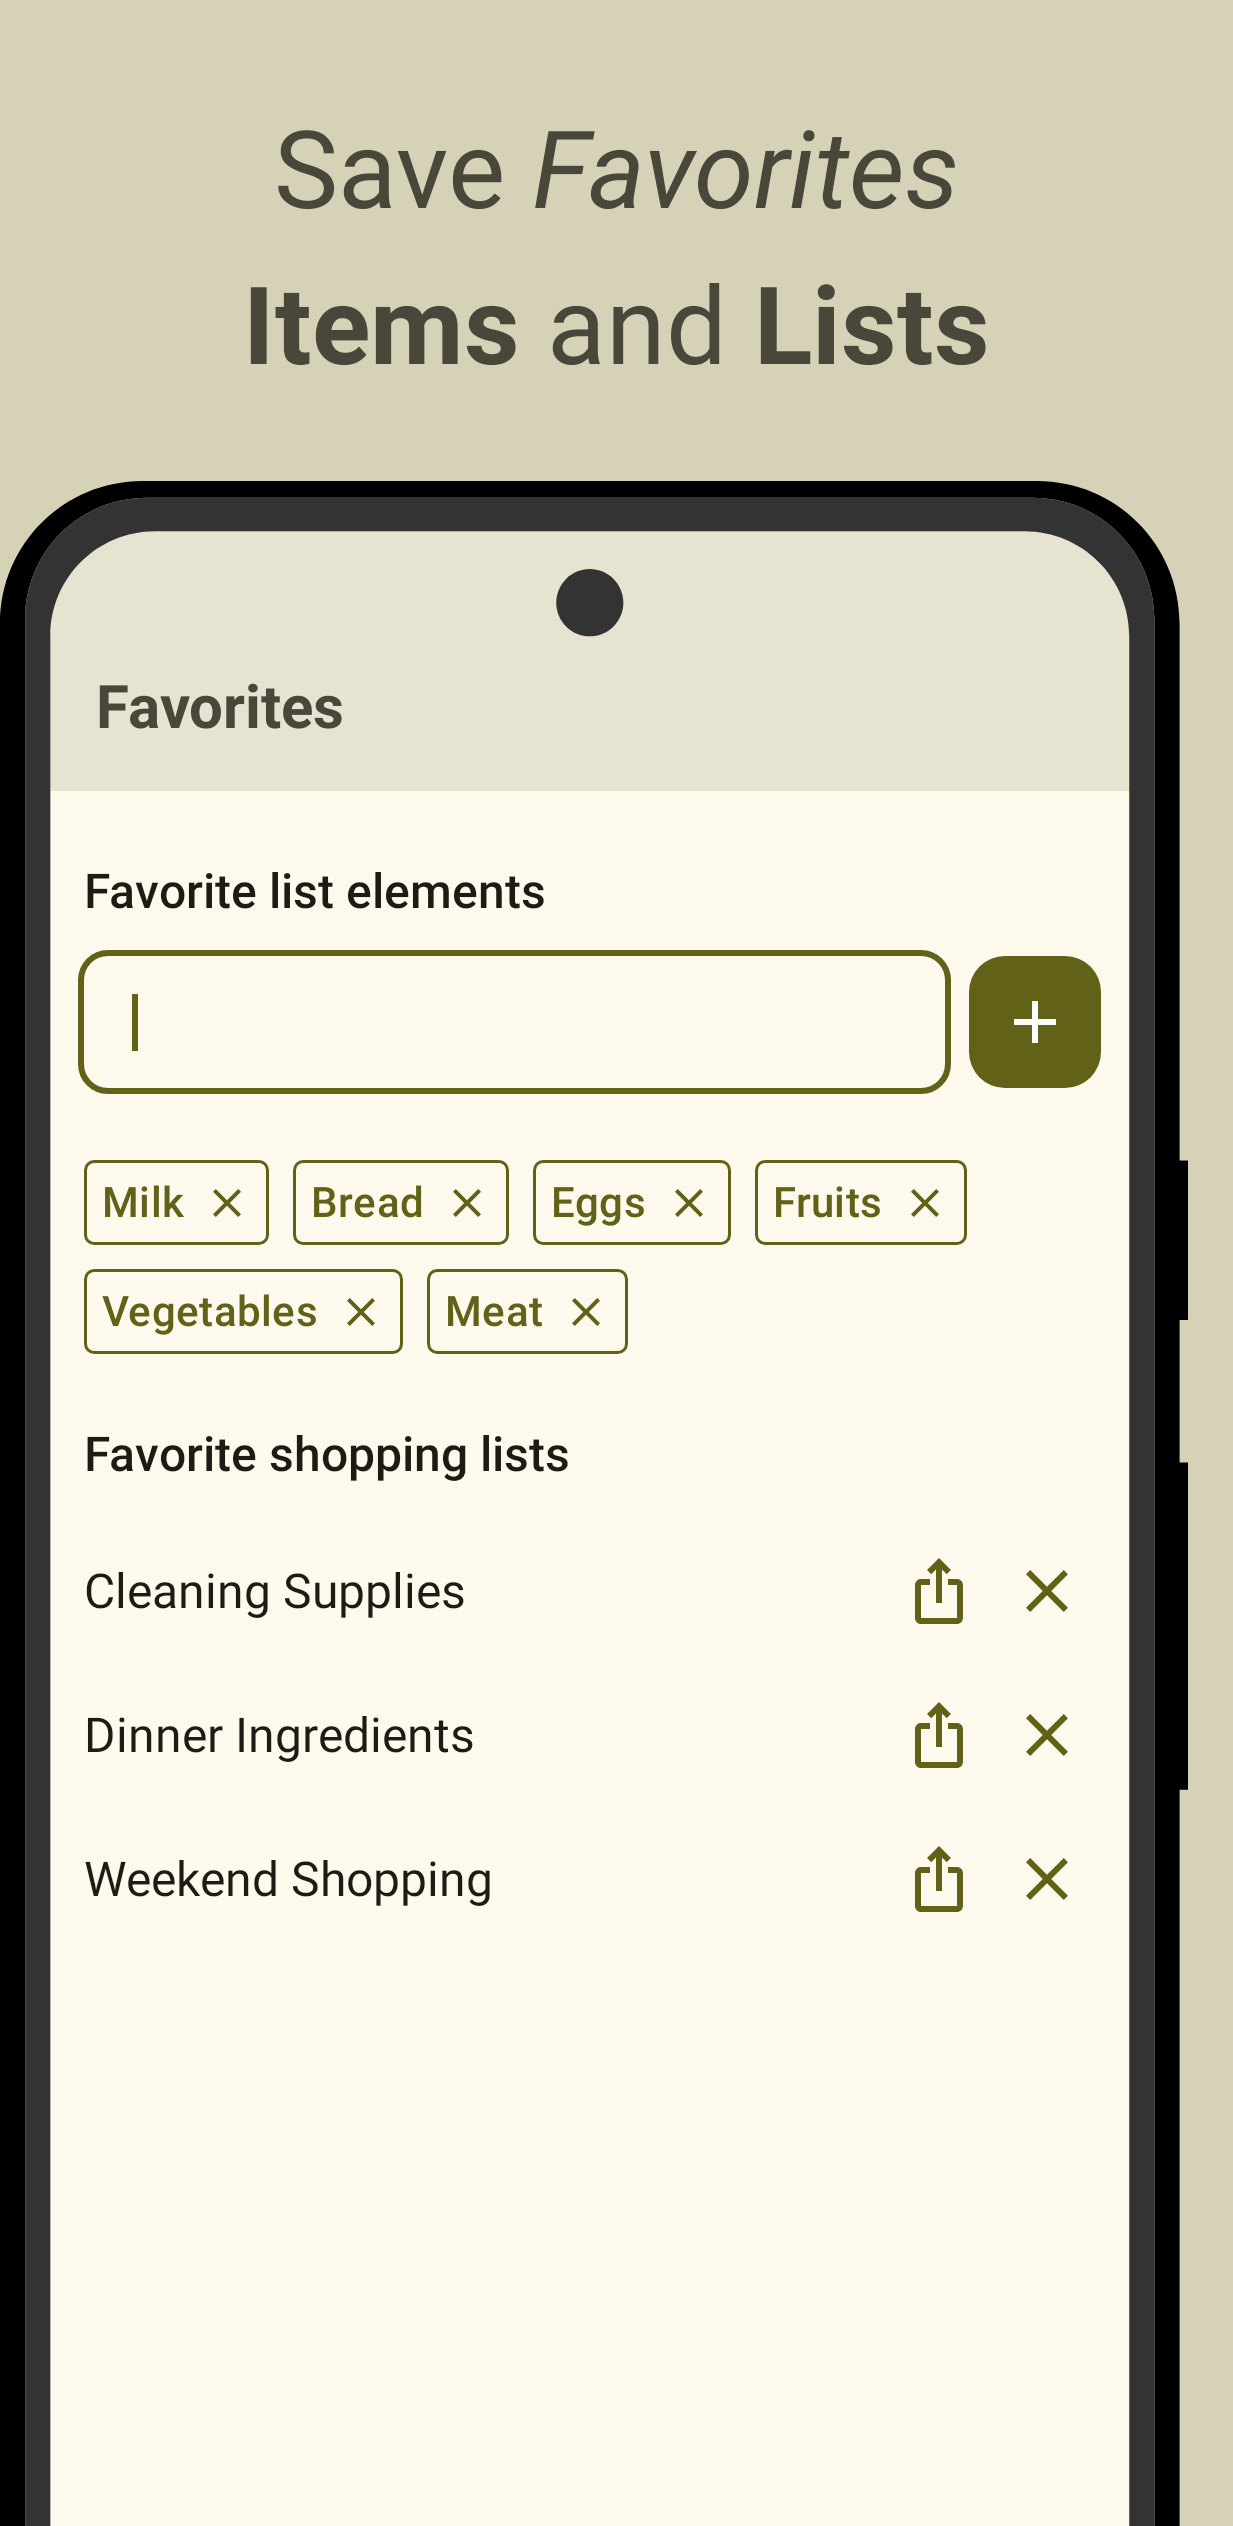 Save Favorites
Items and Lists
Favorites
Favorite list elements
Milk Bread Eggs Fruits
Vegetables Meat
Favorite shopping lists
Cleaning Supplies
Dinner Ingredients
Weekend Shopping